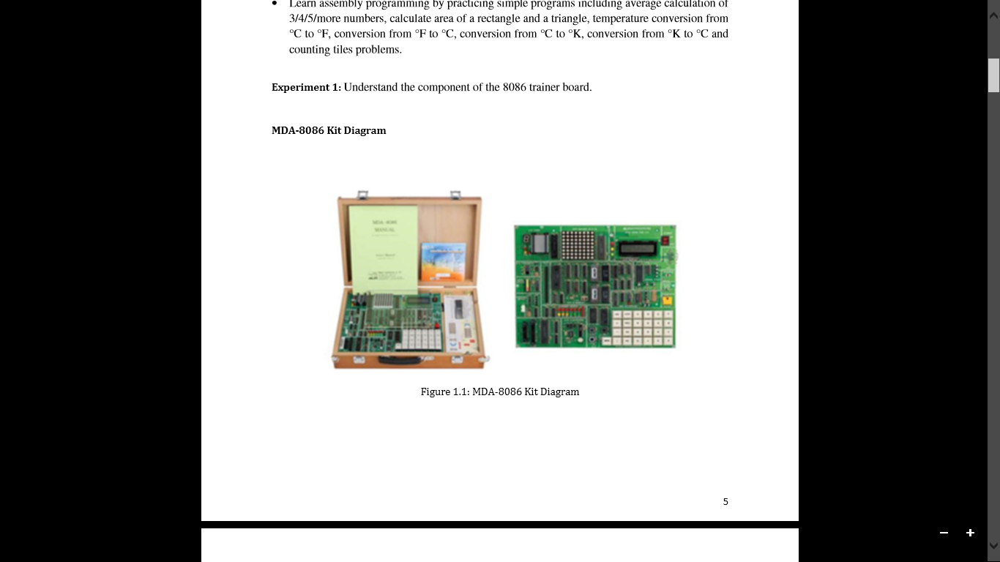 • Learn assembly programming by practicing simple programs including average calculation of
3/4/5/more numbers, calculate area of a rectangle and a triangle, temperature conversion from
°C to °F, conversion from °F to °C, conversion from °C to °K, conversion from °K to °C and
counting tiles problems.
Experiment 1: Understand the component of the 8086 trainer board.
MDA-8086 Kit Diagram
MDA-8086
MANUAL
Figure 1.1: MDA-8086 Kit Diagram
5